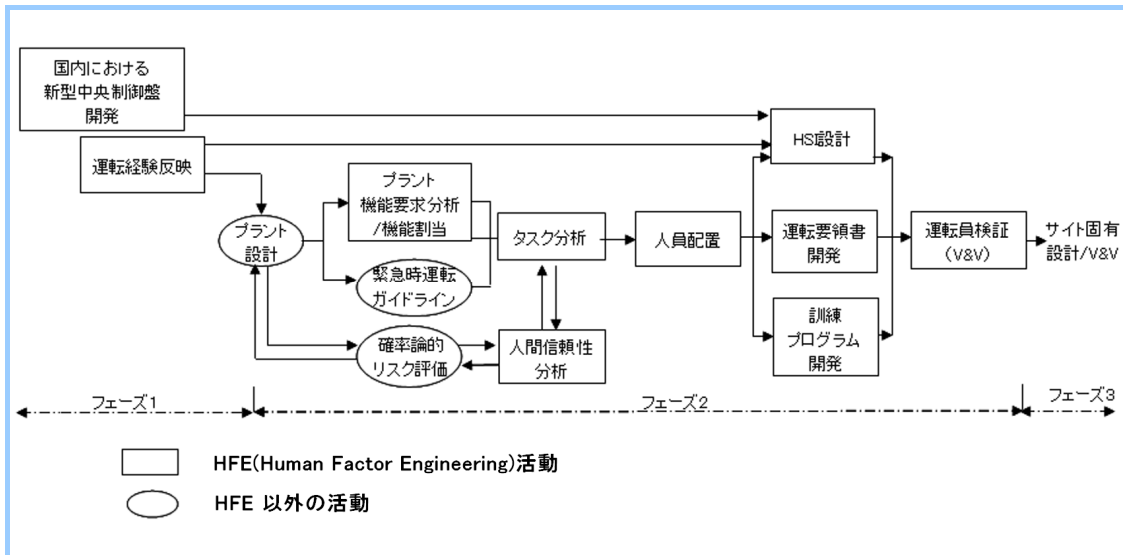 国内における
新型中央制御盤
開発
運転経験反映
プラント
設計
プラント
機能要求分析
/機能割当
緊急時運転
ガイドライン
確率論的
リスク評価
タスク分析
人間信頼性
分析
人員配置
HSI設計
運転要領書
開発
訓練
プログラム
開発
運転員検証
(V&V)
サイト固有
設計/V&V
フェーズ1
フェーズ2
フェーズ3
HFE(Human Factor Engineering)活動
HFE 以外の活動